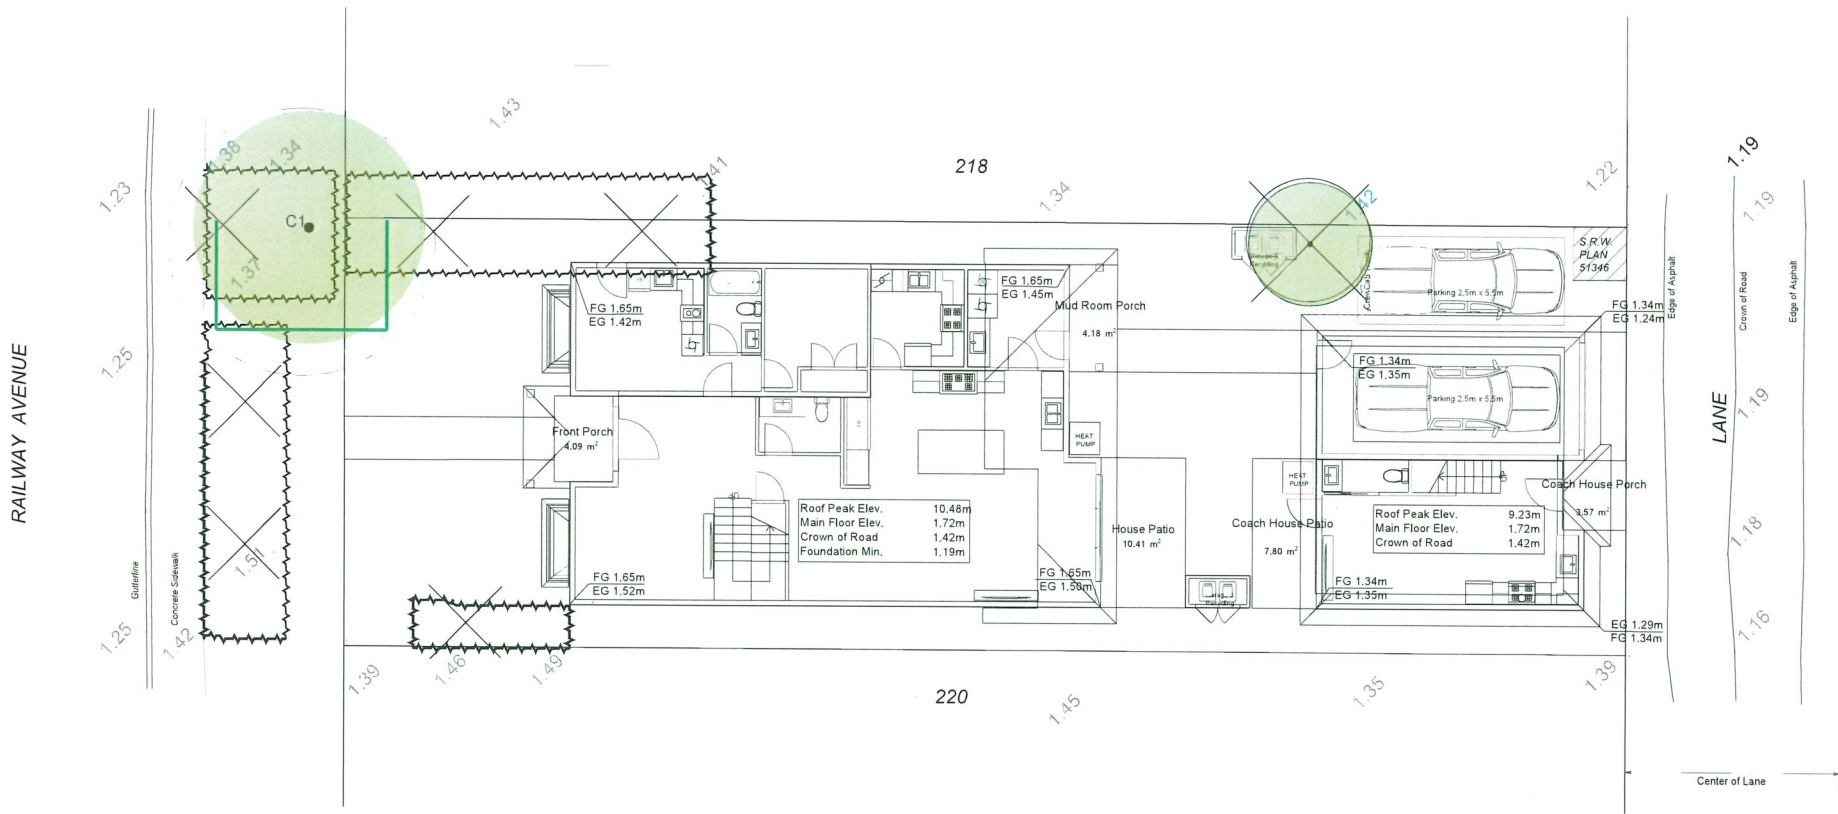 RAILWAY AVENUE
1.23
1.25
1.25
Gutterline
Concrete Sidewalk
1.38
1.34
C1
1.37
1.51
1.42
1.43
1.41
218
1.34
1.42
1.22
1.19
1.19
S.R.W.
PLAN
51346
Parking 2.5m x 5.5m
FG 1.34m
EG 1.24m
Edge of Asphalt
Crown of Road
Edge of Asphalt
FG 1.65m
EG 1.42m
FG 1.65m
EG 1.45m
Mud Room Porch
4.18 m²
FG 1.34m
EG 1.35m
Parking 2.5m x 5.5m
LANE
1.19
Front Porch
4.09 m²
HEAT
PUMP
HEAT
PUMP
Coach House Porch
3.57 m²
Roof Peak Elev. 10.48m
Main Floor Elev. 1.72m
Crown of Road 1.42m
Foundation Min. 1.19m
House Patio
10.41 m²
Coach House Patio
7.80 m²
Roof Peak Elev. 9.23m
Main Floor Elev. 1.72m
Crown of Road 1.42m
1.18
FG 1.65m
EG 1.52m
FG 1.65m
EG 1.50m
Recycling
FG 1.34m
EG 1.35m
EG 1.29m
FG 1.34m
1.16
1.39
1.46
1.49
220
1.45
1.35
1.39
Center of Lane